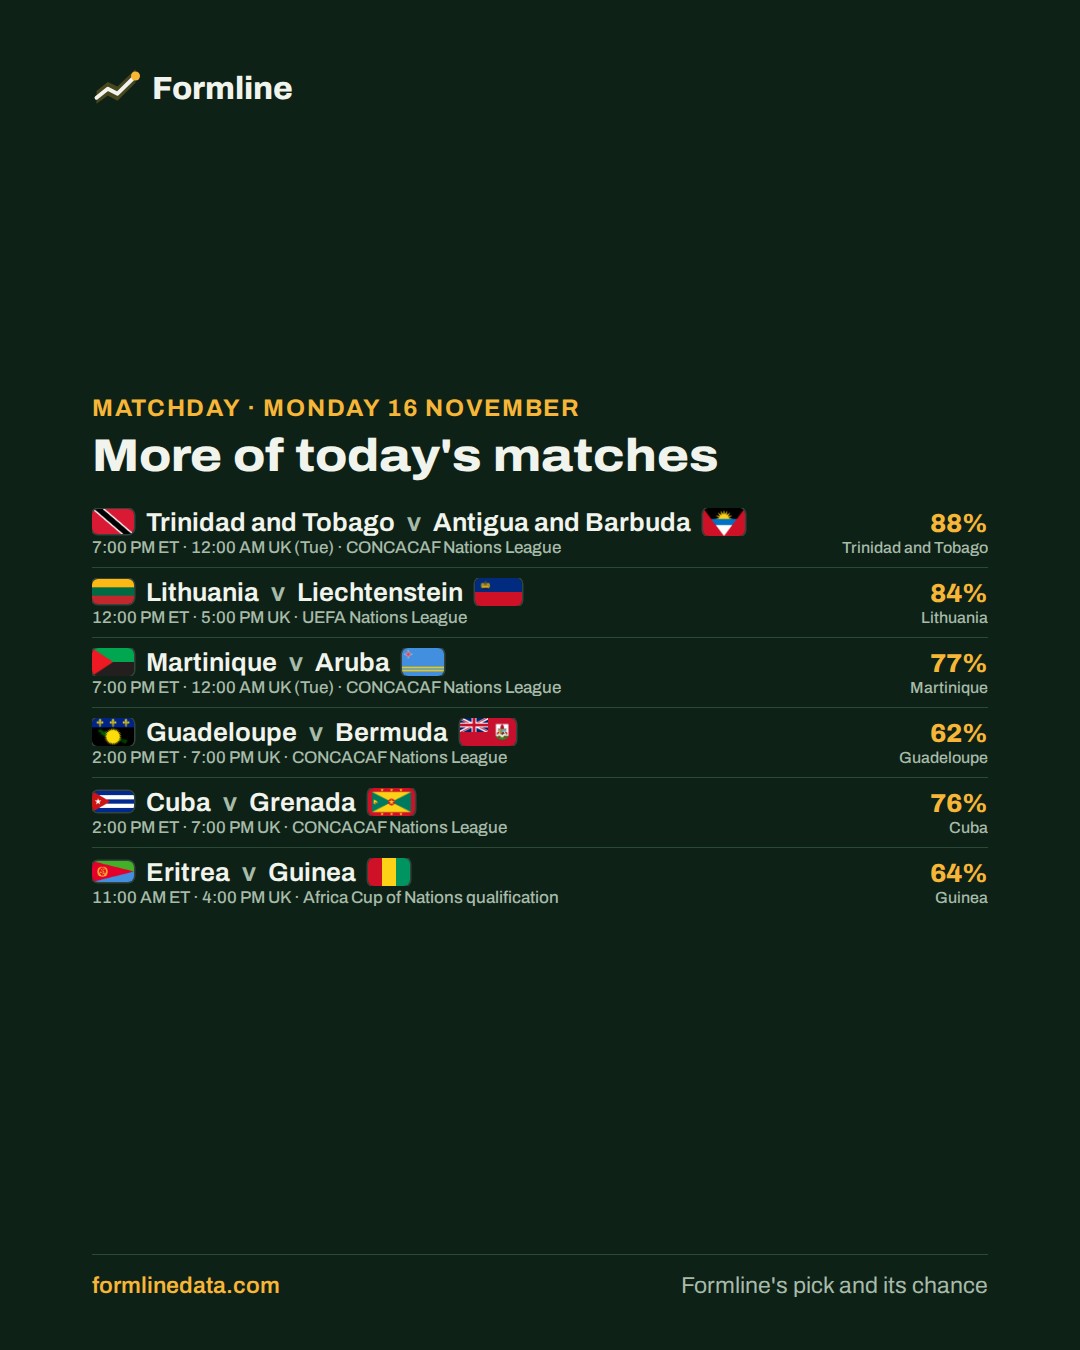 Formline
MATCHDAY · MONDAY 16 NOVEMBER
More of today's matches
Trinidad and Tobago v Antigua and Barbuda 88%
7:00 PM ET · 12:00 AM UK (Tue) · CONCACAF Nations League Trinidad and Tobago
Lithuania v Liechtenstein 84%
12:00 PM ET · 5:00 PM UK · UEFA Nations League Lithuania
Martinique v Aruba 77%
7:00 PM ET · 12:00 AM UK (Tue) · CONCACAF Nations League Martinique
Guadeloupe v Bermuda 62%
2:00 PM ET · 7:00 PM UK · CONCACAF Nations League Guadeloupe
Cuba v Grenada 76%
2:00 PM ET · 7:00 PM UK · CONCACAF Nations League Cuba
Eritrea v Guinea 64%
11:00 AM ET · 4:00 PM UK · Africa Cup of Nations qualification Guinea
formlinedata.com Formline's pick and its chance